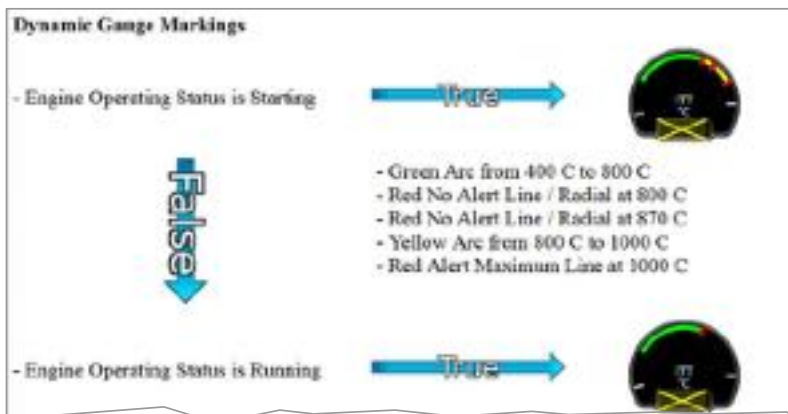 Dynamic Gauge Markings
- Engine Operating Status is Starting
True
False
- Green Arc from 400 C to 800 C
- Red No Alert Line / Radial at 800 C
- Red No Alert Line / Radial at 870 C
- Yellow Arc from 800 C to 1000 C
- Red Alert Maximum Line at 1000 C
- Engine Operating Status is Running
True